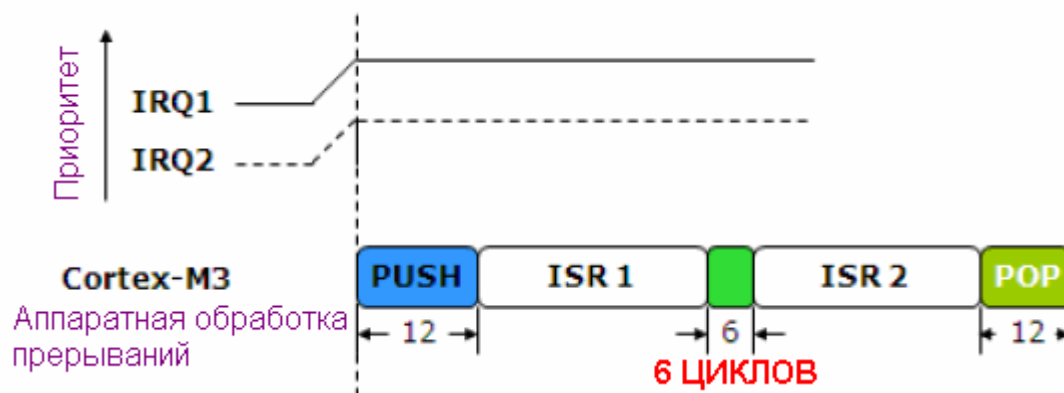 Приоритет
IRQ1
IRQ2
Cortex-M3
Аппаратная обработка
прерываний
PUSH
ISR 1
ISR 2
POP
12
6
12
6 ЦИКЛОВ